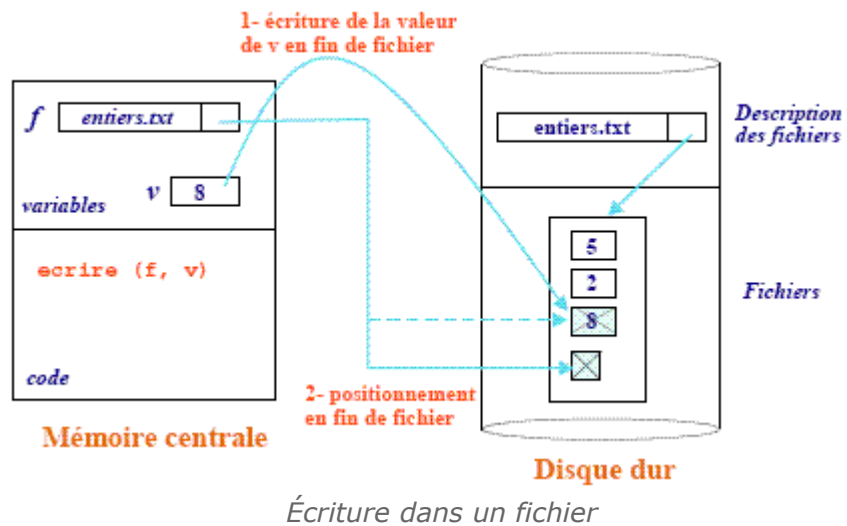 1- écriture de la valeur
de v en fin de fichier
f entiers.txt
v 8
variables
ecrire (f, v)
code
Mémoire centrale
entiers.txt
Description
des fichiers
5
2
8
Fichiers
2- positionnement
en fin de fichier
Disque dur
Écriture dans un fichier